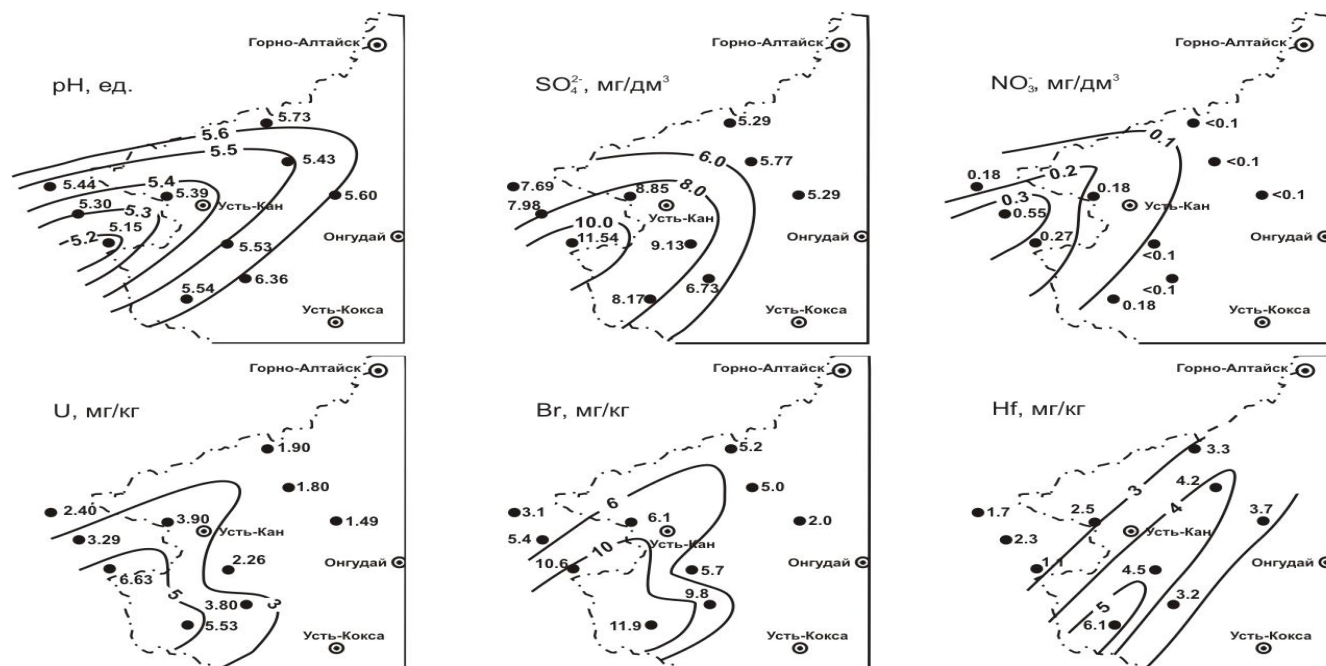 Горно-Алтайск
pH, ед.
5.73
5.6
5.5
5.43
5.44
5.4
5.39
5.60
5.30
5.3
Усть-Кан
5.15
5.2
5.53
Онгудай
6.36
5.54
Усть-Кокса
Горно-Алтайск
SO₄²⁻, мг/дм³
5.29
6.0
5.77
7.69
8.0
8.85
5.29
7.98
Усть-Кан
10.0
11.54
9.13
Онгудай
6.73
8.17
Усть-Кокса
Горно-Алтайск
NO₃⁻, мг/дм³
<0.1
0.1
<0.1
0.18
0.2
0.18
<0.1
0.3
Усть-Кан
0.55
0.27
<0.1
Онгудай
<0.1
0.18
Усть-Кокса
Горно-Алтайск
U, мг/кг
1.90
1.80
2.40
3.90
1.49
3.29
Усть-Кан
6.63
2.26
Онгудай
5
3.80
3
5.53
Усть-Кокса
Горно-Алтайск
Br, мг/кг
5.2
5.0
3.1
6
6.1
2.0
5.4
Усть-Кан
10
10.6
5.7
Онгудай
9.8
11.9
Усть-Кокса
Горно-Алтайск
Hf, мг/кг
3.3
3
4.2
1.7
2.5
4
3.7
2.3
Усть-Кан
1.1
4.5
Онгудай
5
3.2
6.1
Усть-Кокса